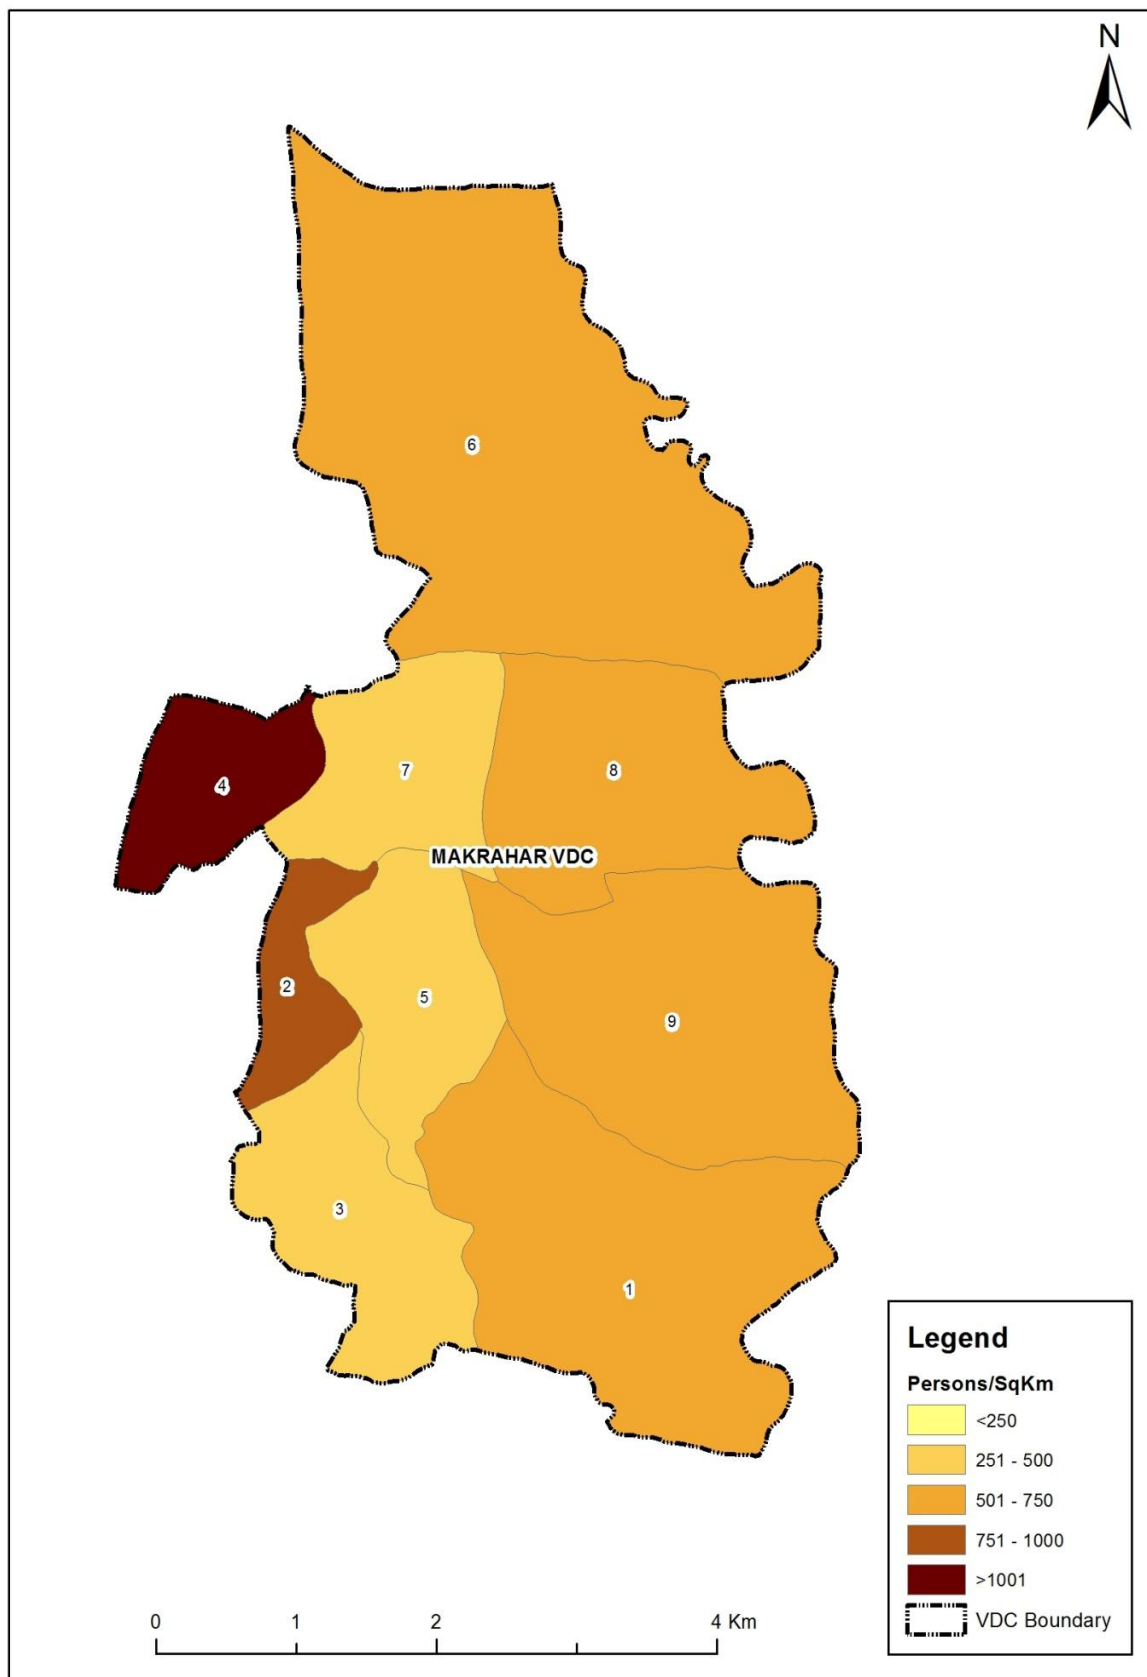 N
6
7
8
4
MAKRAHAR VDC
2
5
9
3
1
Legend
Persons/SqKm
<250
251 - 500
501 - 750
751 - 1000
>1001
VDC Boundary
0 1 2 4 Km